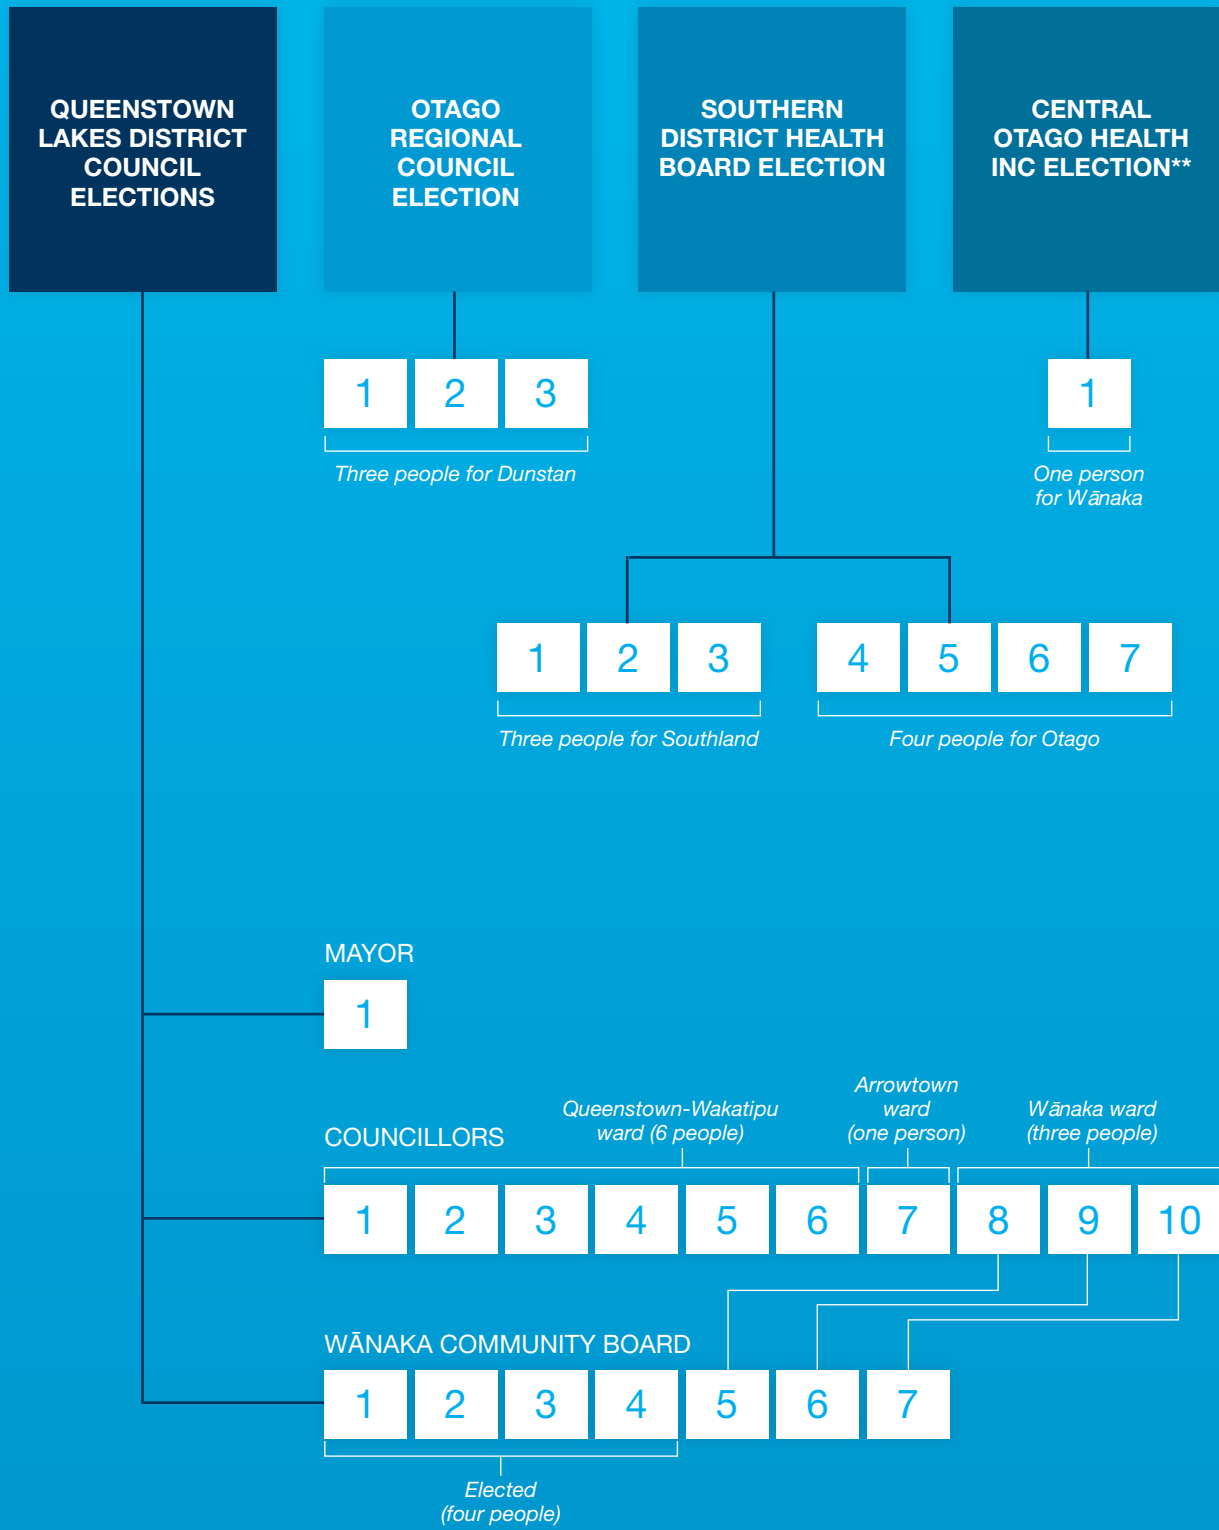 QUEENSTOWN
LAKES DISTRICT
COUNCIL
ELECTIONS
OTAGO
REGIONAL
COUNCIL
ELECTION
SOUTHERN
DISTRICT HEALTH
BOARD ELECTION
CENTRAL
OTAGO HEALTH
INC ELECTION**
1 2 3
Three people for Dunstan
1
One person
for Wānaka
1 2 3
Three people for Southland
4 5 6 7
Four people for Otago
MAYOR
1
COUNCILLORS
Queenstown-Wakatipu
ward (6 people)
Arrowtown
ward
(one person)
Wānaka ward
(three people)
1 2 3 4 5 6 7 8 9 10
WĀNAKA COMMUNITY BOARD
1 2 3 4 5 6 7
Elected
(four people)